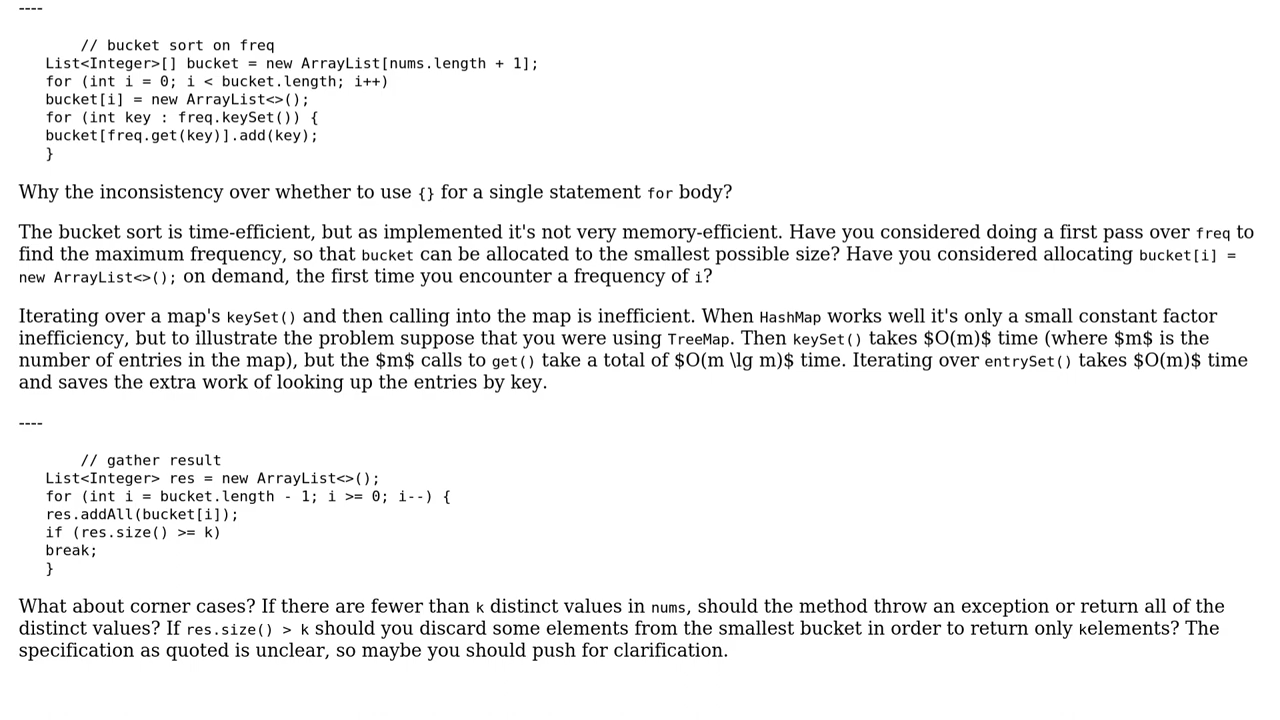 ----
// bucket sort on freq
List<Integer>[] bucket = new ArrayList[nums.length + 1];
for (int i = 0; i < bucket.length; i++)
bucket[i] = new ArrayList<>();
for (int key : freq.keySet()) {
bucket[freq.get(key)].add(key);
}
Why the inconsistency over whether to use {} for a single statement for body?
The bucket sort is time-efficient, but as implemented it's not very memory-efficient. Have you considered doing a first pass over freq to
find the maximum frequency, so that bucket can be allocated to the smallest possible size? Have you considered allocating bucket[i] =
new ArrayList<>(); on demand, the first time you encounter a frequency of i?
Iterating over a map's keySet() and then calling into the map is inefficient. When HashMap works well it's only a small constant factor
inefficiency, but to illustrate the problem suppose that you were using TreeMap. Then keySet() takes $O(m)$ time (where $m$ is the
number of entries in the map), but the $m$ calls to get() take a total of $O(m \lg m)$ time. Iterating over entrySet() takes $O(m)$ time
and saves the extra work of looking up the entries by key.
----
// gather result
List<Integer> res = new ArrayList<>();
for (int i = bucket.length - 1; i >= 0; i--) {
res.addAll(bucket[i]);
if (res.size() >= k)
break;
}
What about corner cases? If there are fewer than k distinct values in nums, should the method throw an exception or return all of the
distinct values? If res.size() > k should you discard some elements from the smallest bucket in order to return only kelements? The
specification as quoted is unclear, so maybe you should push for clarification.